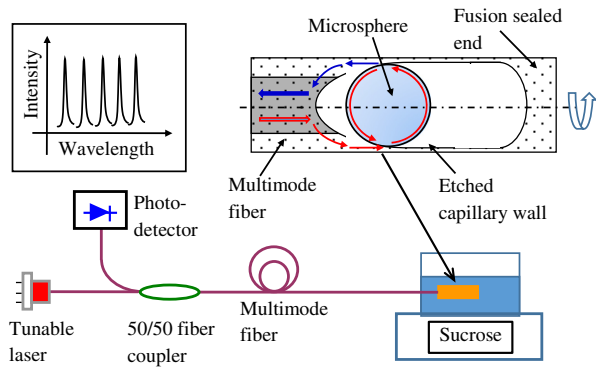 Intensity
Wavelength
Microsphere
Fusion sealed
end
Multimode
fiber
Etched
capillary wall
Photo-
detector
Tunable
laser
50/50 fiber
coupler
Multimode
fiber
Sucrose